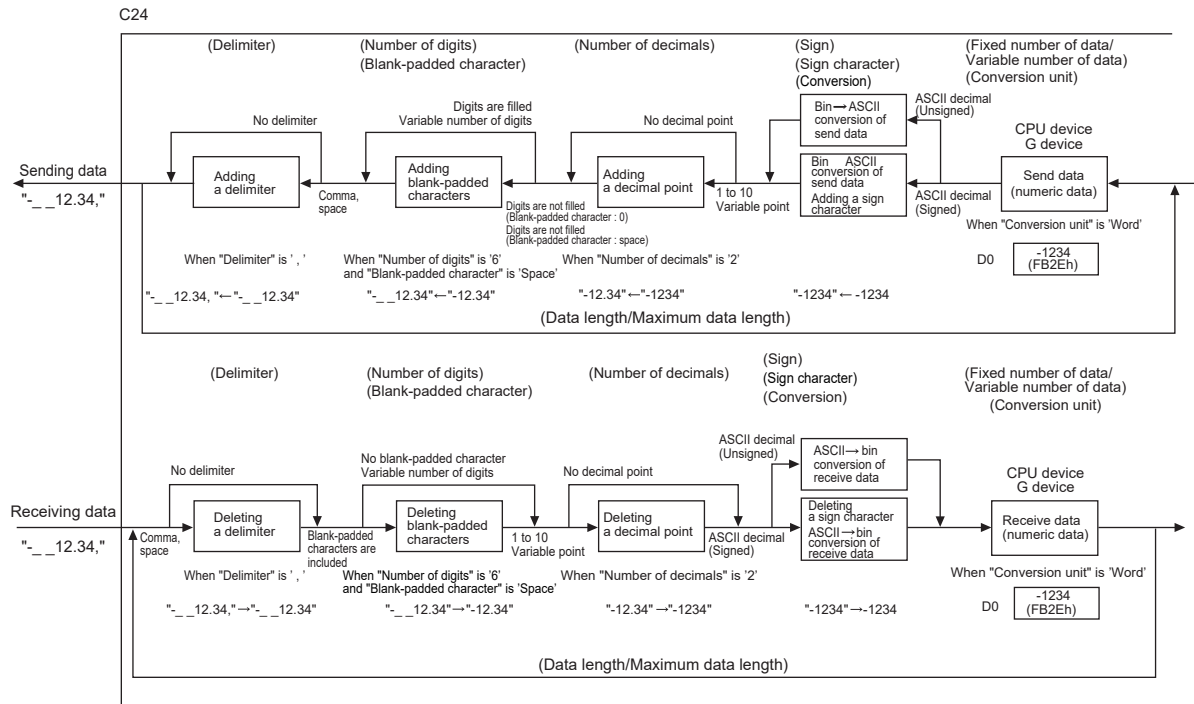 C24
(Delimiter)
(Number of digits)
(Blank-padded character)
(Number of decimals)
(Sign)
(Sign character)
(Conversion)
(Fixed number of data/
Variable number of data)
(Conversion unit)
No delimiter
Digits are filled
Variable number of digits
No decimal point
Bin→ASCII
conversion of
send data
ASCII decimal
(Unsigned)
CPU device
G device
Sending data
"-_ _12.34,"
Adding
a delimiter
Comma,
space
Adding
blank-padded
characters
Digits are not filled
(Blank-padded character : 0)
Digits are not filled
(Blank-padded character : space)
Adding
a decimal point
1 to 10
Variable point
Bin ASCII
conversion of
send data
Adding a sign
character
ASCII decimal
(Signed)
Send data
(numeric data)
When "Conversion unit" is 'Word'
When "Delimiter" is ' , '
When "Number of digits" is '6'
and "Blank-padded character" is 'Space'
When "Number of decimals" is '2'
D0
-1234
(FB2Eh)
"-_ _12.34, "←"-_ _12.34"
"-_ _12.34"←"-12.34"
"-12.34"←"-1234"
"-1234"←-1234
(Data length/Maximum data length)
(Delimiter)
(Number of digits)
(Blank-padded character)
(Number of decimals)
(Sign)
(Sign character)
(Conversion)
(Fixed number of data/
Variable number of data)
(Conversion unit)
No delimiter
No blank-padded character
Variable number of digits
No decimal point
ASCII decimal
(Unsigned)
ASCII→bin
conversion of
receive data
CPU device
G device
Receiving data
"-_ _12.34,"
Comma,
space
Deleting
a delimiter
Blank-padded
characters are
included
Deleting
blank-padded
characters
1 to 10
Variable point
Deleting
a decimal point
ASCII decimal
(Signed)
Deleting
a sign character
ASCII→bin
conversion of
receive data
Receive data
(numeric data)
When "Delimiter" is ' , '
When "Number of digits" is '6'
and "Blank-padded character" is 'Space'
When "Number of decimals" is '2'
When "Conversion unit" is 'Word'
D0
-1234
(FB2Eh)
"-_ _12.34,"→"-_ _12.34"
"-_ _12.34"→"-12.34"
"-12.34"→"-1234"
"-1234"→-1234
(Data length/Maximum data length)